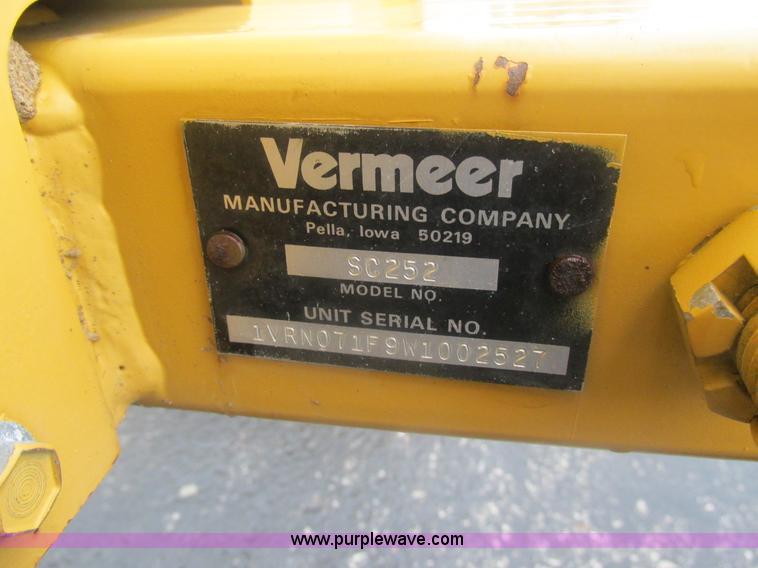 Vermeer
MANUFACTURING COMPANY
Pella, Iowa 50219
SC252
MODEL NO.
UNIT SERIAL NO.
1VRN071F9W1002527
www.purplewave.com